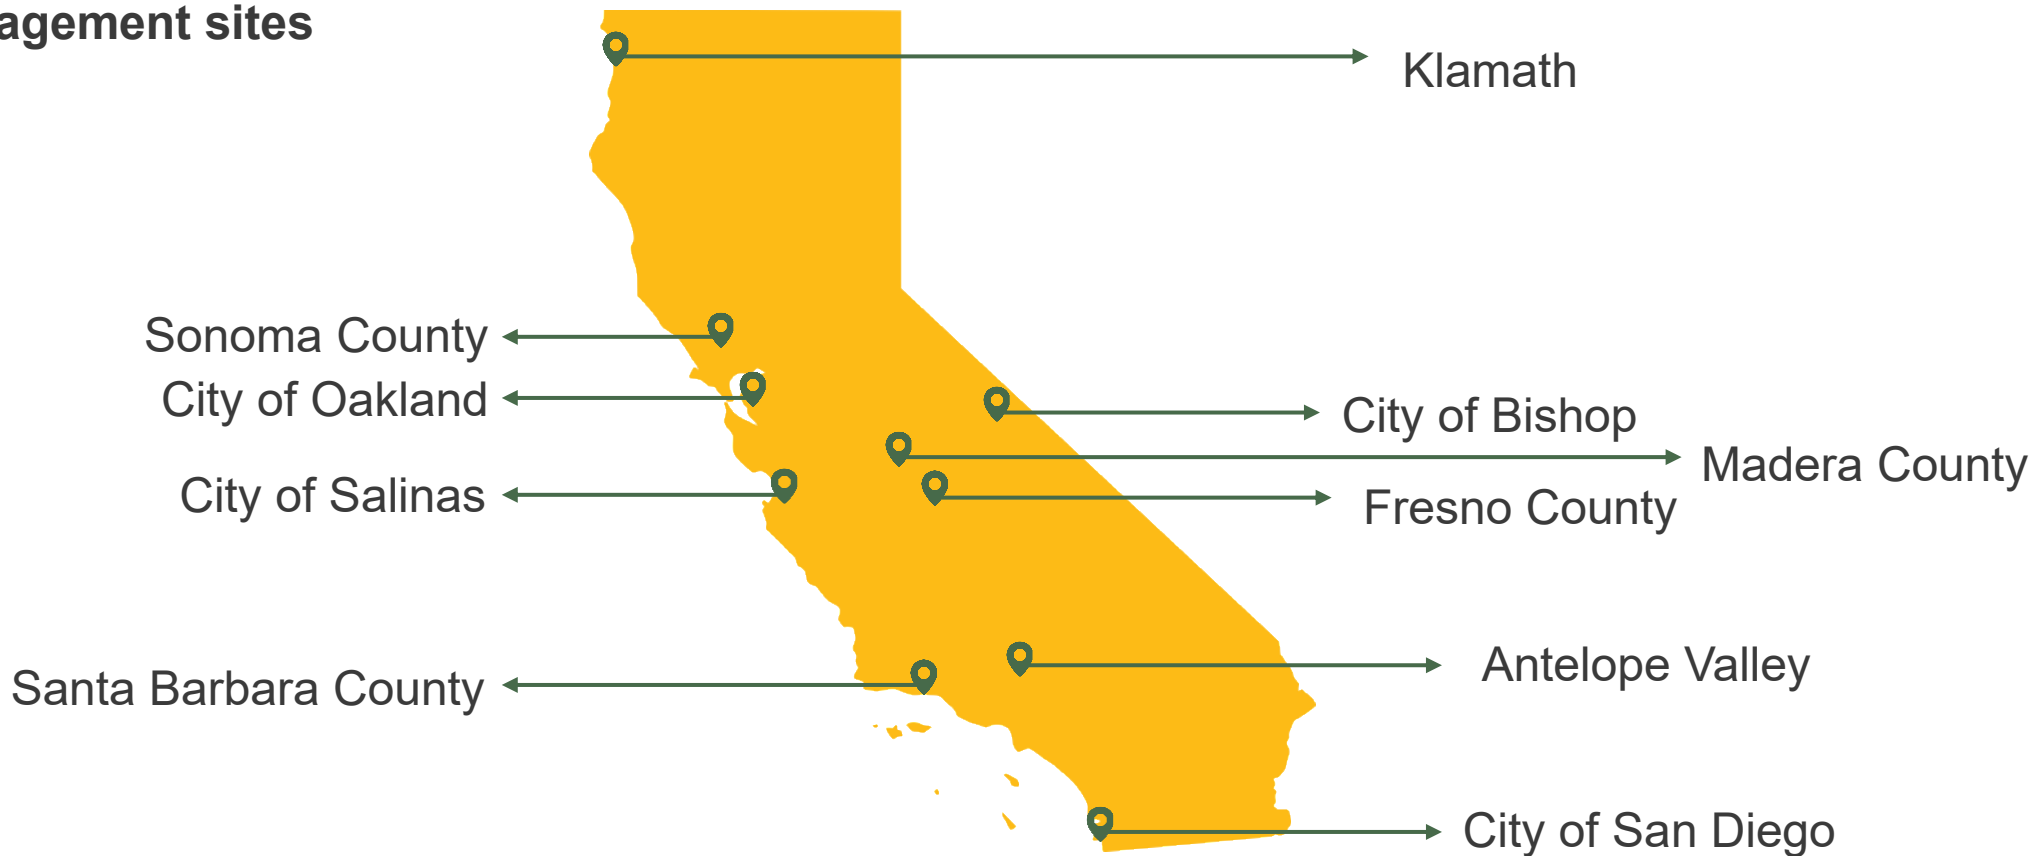 agement sites
Klamath
Sonoma County
City of Oakland
City of Bishop
Madera County
City of Salinas
Fresno County
Antelope Valley
Santa Barbara County
City of San Diego